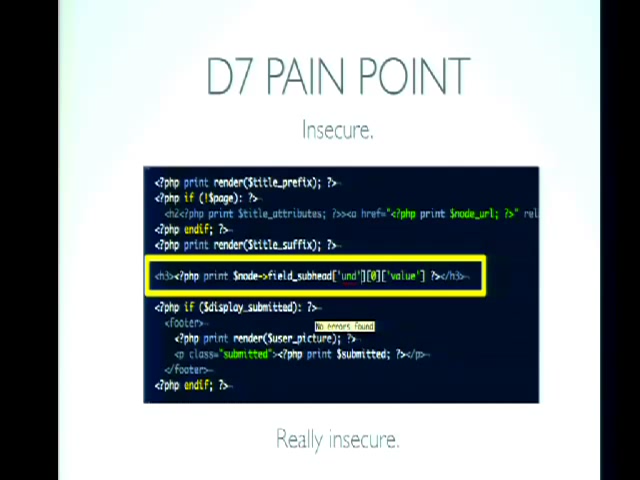 D7 PAIN POINT
Insecure.
<?php print render($title_prefix); ?>
<?php if (!$page): ?>
<h2<?php print $title_attributes; ?>><a href="<?php print $node_url; ?>" rel
<?php endif; ?>
<?php print render($title_suffix); ?>
<h3><?php print $node->field_subhead['und'][0]['value'] ?></h3>
<?php if ($display_submitted): ?>
<footer>
No errors found
<?php print render($user_picture); ?>
<p class="submitted"><?php print $submitted; ?></p>
</footer>
<?php endif; ?>
Really insecure.